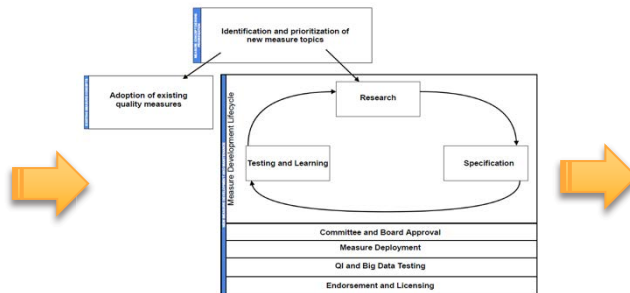 Identification and prioritization of
new measure topics
Adoption of existing
quality measures
Measure Development Lifecycle
Research
Testing and Learning
Specification
Committee and Board Approval
Measure Deployment
QI and Big Data Testing
Endorsement and Licensing